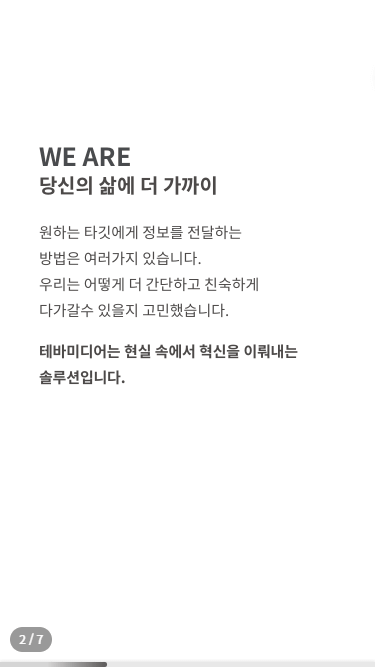 WE ARE
당신의 삶에 더 가까이
원하는 타깃에게 정보를 전달하는
방법은 여러가지 있습니다.
우리는 어떻게 더 간단하고 친숙하게
다가갈수 있을지 고민했습니다.
테바미디어는 현실 속에서 혁신을 이뤄내는
솔루션입니다.
2 / 7